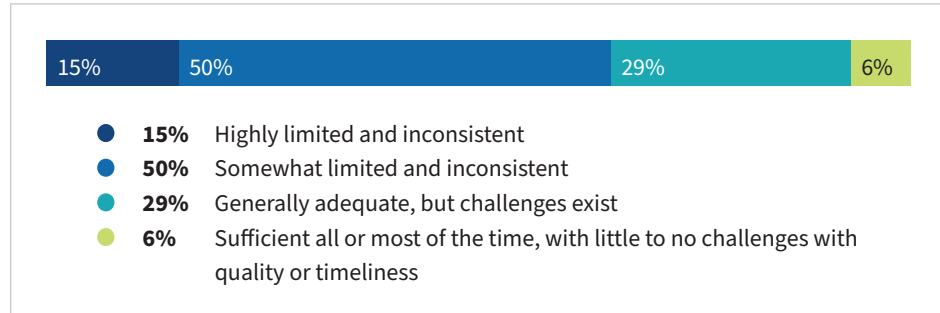 15% 50% 29% 6%
15% Highly limited and inconsistent
50% Somewhat limited and inconsistent
29% Generally adequate, but challenges exist
6% Sufficient all or most of the time, with little to no challenges with
quality or timeliness